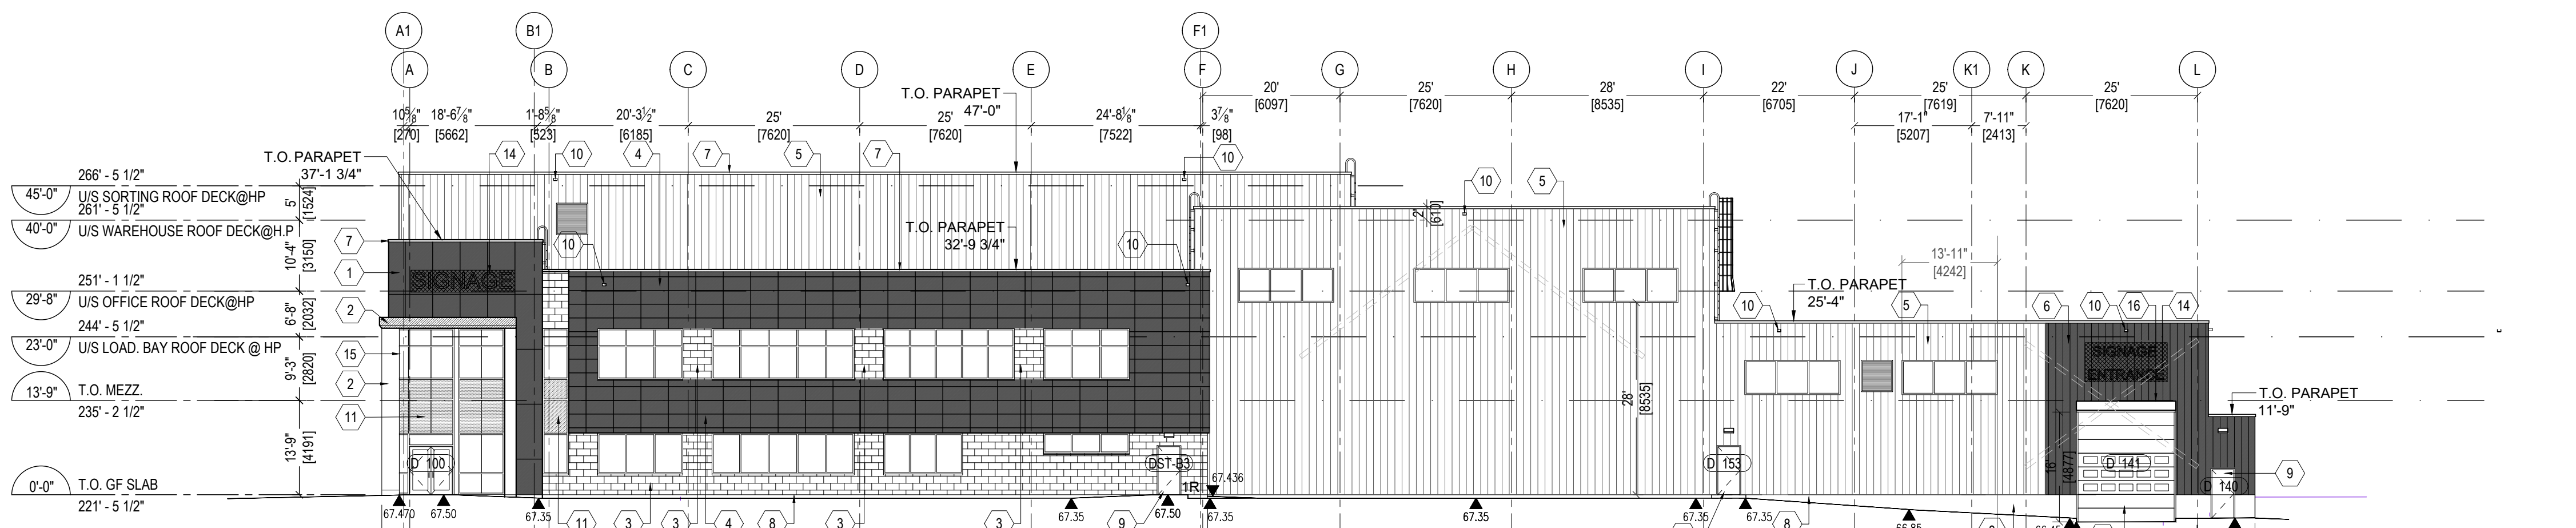 A1
B1
F1
A
B
C
D
E
F
G
H
I
J
K1
K
L
T.O. PARAPET
47'-0"
20'
[6097]
25'
[7620]
28'
[8535]
22'
[6705]
25'
[7619]
25'
[7620]
10⅝"
[270]
18'-6⅞"
[5662]
1'-8⅝"
[523]
20'-3½"
[6185]
25'
[7620]
25'
[7620]
24'-8⅛"
[7522]
3⅞"
[98]
17'-1"
[5207]
7'-11"
[2413]
T.O. PARAPET
37'-1 3/4"
14
10
4
7
5
7
10
10
5
266' - 5 1/2"
45'-0"
U/S SORTING ROOF DECK@HP
5'
[1524]
261' - 5 1/2"
40'-0"
U/S WAREHOUSE ROOF DECK@H.P
10'-4"
[3150]
251' - 1 1/2"
29'-8"
U/S OFFICE ROOF DECK@HP
6'-8"
[2032]
244' - 5 1/2"
23'-0"
U/S LOAD. BAY ROOF DECK @ HP
9'-3"
[2820]
13'-9"
T.O. MEZZ.
235' - 2 1/2"
13'-9"
[4191]
0'-0"
T.O. GF SLAB
221' - 5 1/2"
7
1
2
15
2
11
SIGNAGE
10
T.O. PARAPET
32'-9 3/4"
10
2'
[610]
28'
[8535]
13'-11"
[4242]
T.O. PARAPET
25'-4"
10
5
6
10
16
14
SIGNAGE
ENTRANCE
T.O. PARAPET
11'-9"
D 100
DST-B3
1R
D 153
16'
[4877]
D 141
D 140
9
67.470
67.50
67.35
67.35
67.50
67.436
67.35
67.35
67.35
67.35
11
3
3
4
8
3
3
9
8